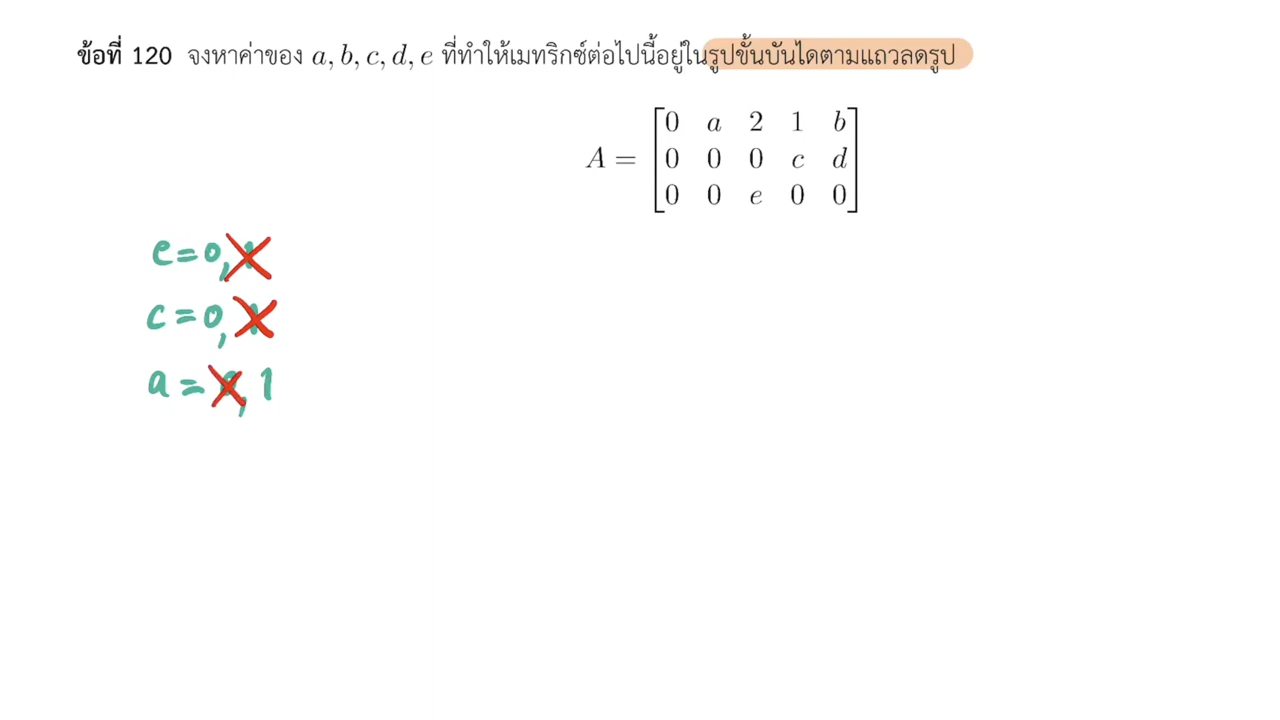 ข้อที่ 120 จงหาค่าของ a, b, c, d, e ที่ทำให้เมทริกซ์ต่อไปนี้อยู่ในรูปขั้นบันไดตามแถวลดรูป
0 a 2 1 b
A = 0 0 0 c d
0 0 e 0 0
e = 0, 1
c = 0, 1
a = 0, 1